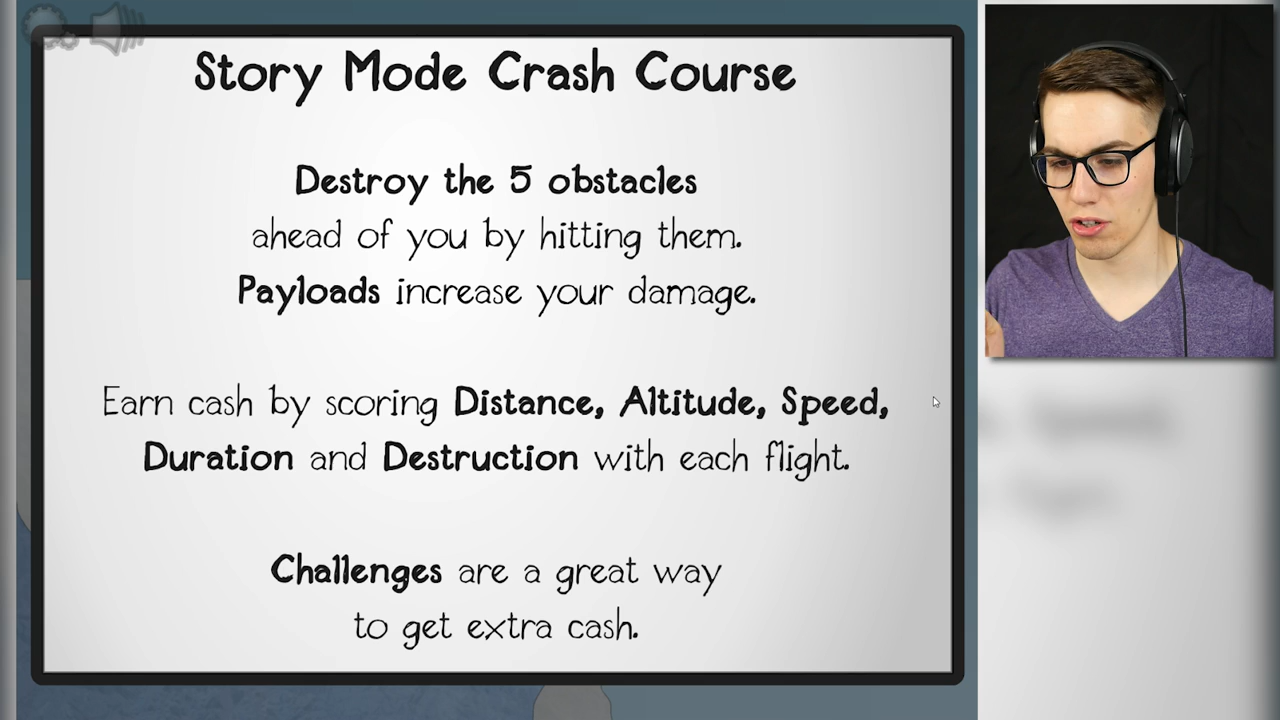 Story Mode Crash Course
Destroy the 5 obstacles
ahead of you by hitting them.
Payloads increase your damage.
Earn cash by scoring Distance, Altitude, Speed,
Duration and Destruction with each flight.
Challenges are a great way
to get extra cash.